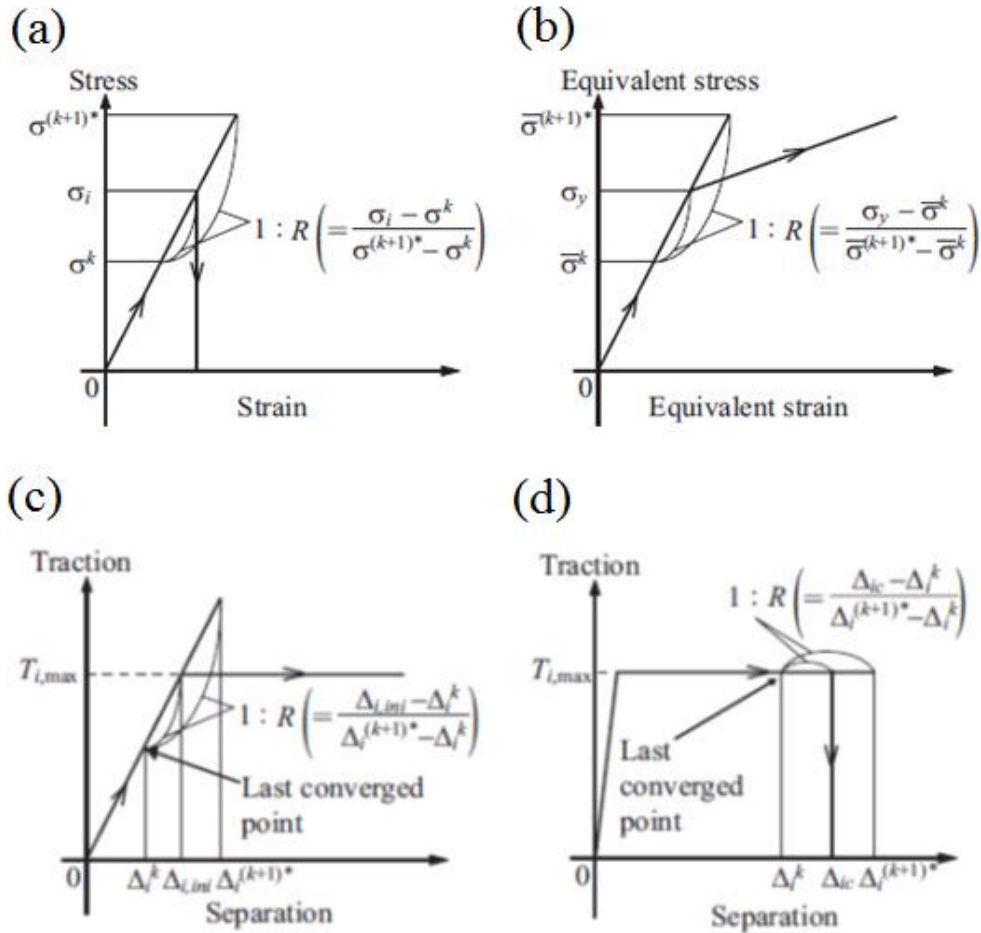 (a)
Stress
σ^(k+1)*
σ_i
σ^k
1 : R (= (σ_i − σ^k) / (σ^(k+1)* − σ^k))
0
Strain
(b)
Equivalent stress
σ̅^(k+1)*
σ_y
σ̅^k
1 : R (= (σ_y − σ̅^k) / (σ̅^(k+1)* − σ̅^k))
0
Equivalent strain
(c)
Traction
T_i,max
1 : R (= (Δ_i,ini − Δ_i^k) / (Δ_i^(k+1)* − Δ_i^k))
Last converged
point
0
Δ_i^k Δ_i,ini Δ_i^(k+1)*
Separation
(d)
Traction
1 : R (= (Δ_ic − Δ_i^k) / (Δ_i^(k+1)* − Δ_i^k))
T_i,max
Last
converged
point
0
Δ_i^k Δ_ic Δ_i^(k+1)*
Separation